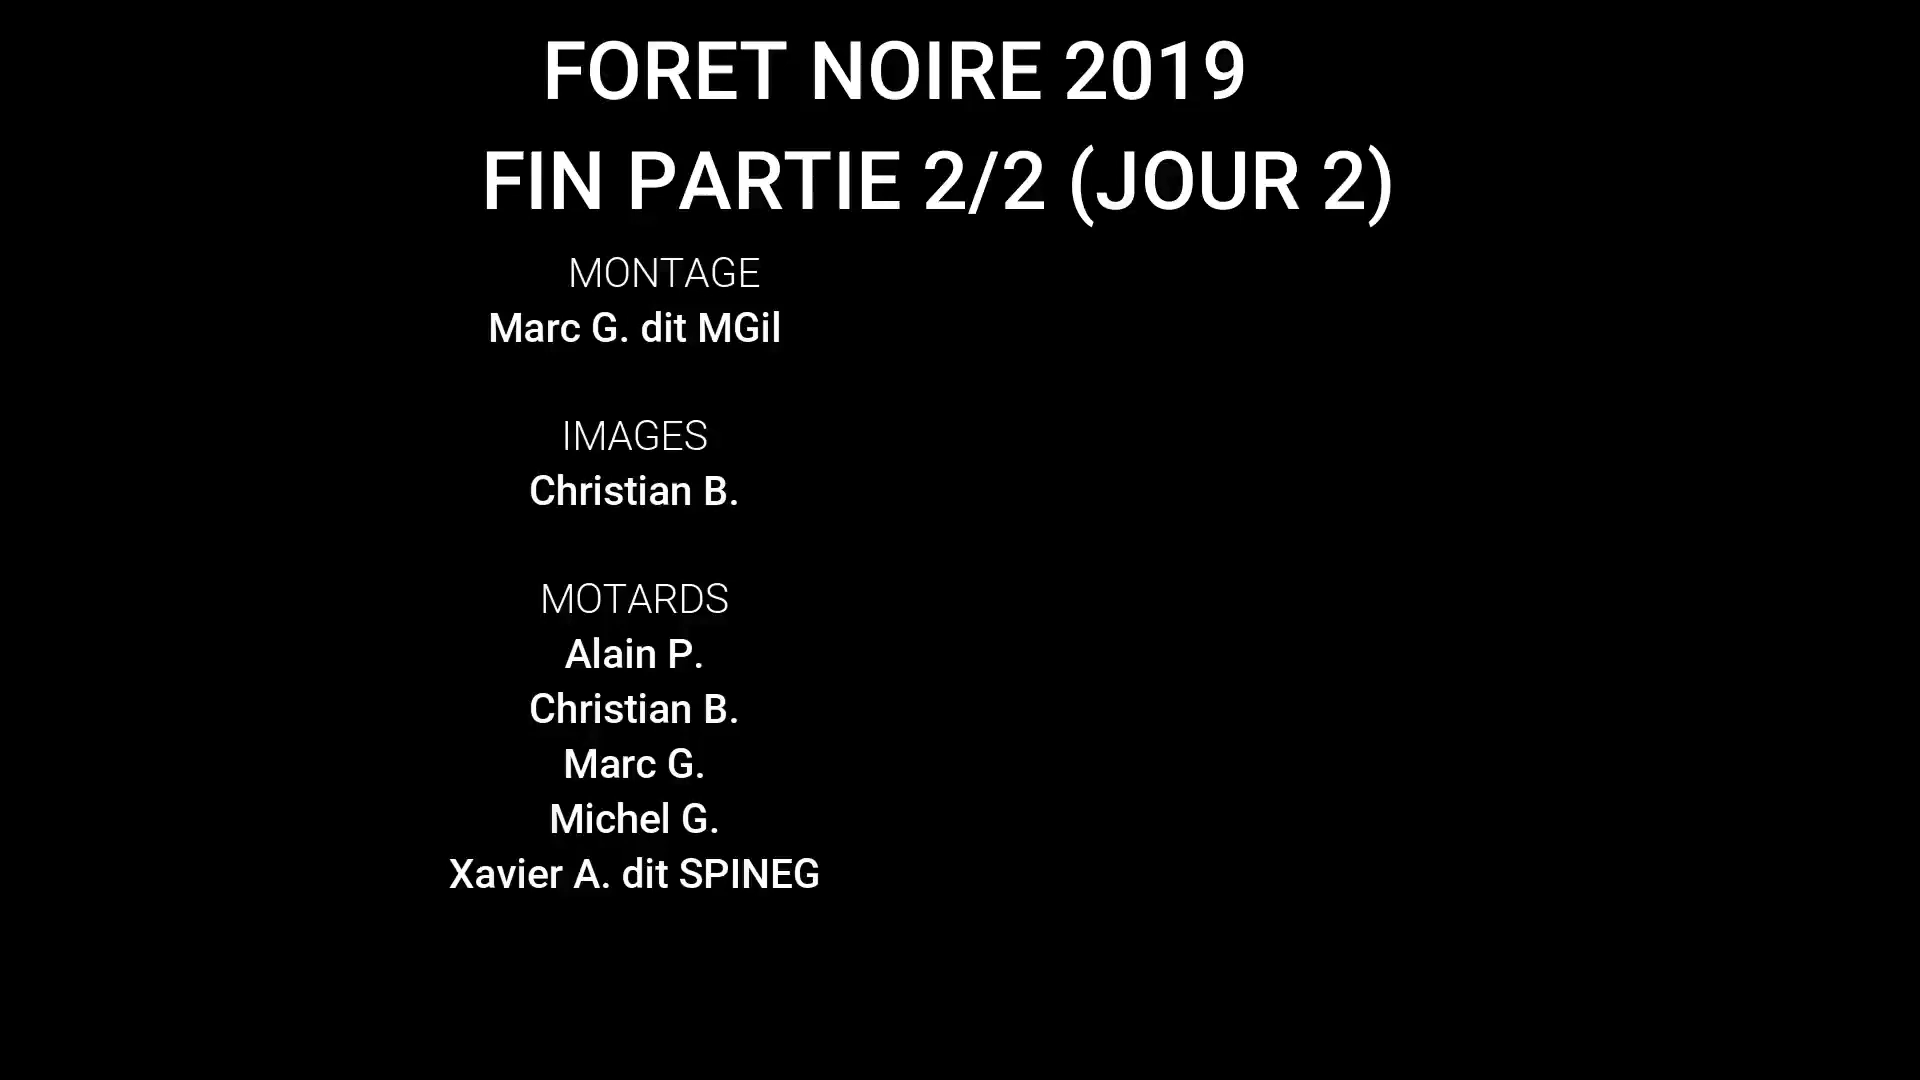 FORET NOIRE 2019
FIN PARTIE 2/2 (JOUR 2)
MONTAGE
Marc G. dit MGil
IMAGES
Christian B.
MOTARDS
Alain P.
Christian B.
Marc G.
Michel G.
Xavier A. dit SPINEG